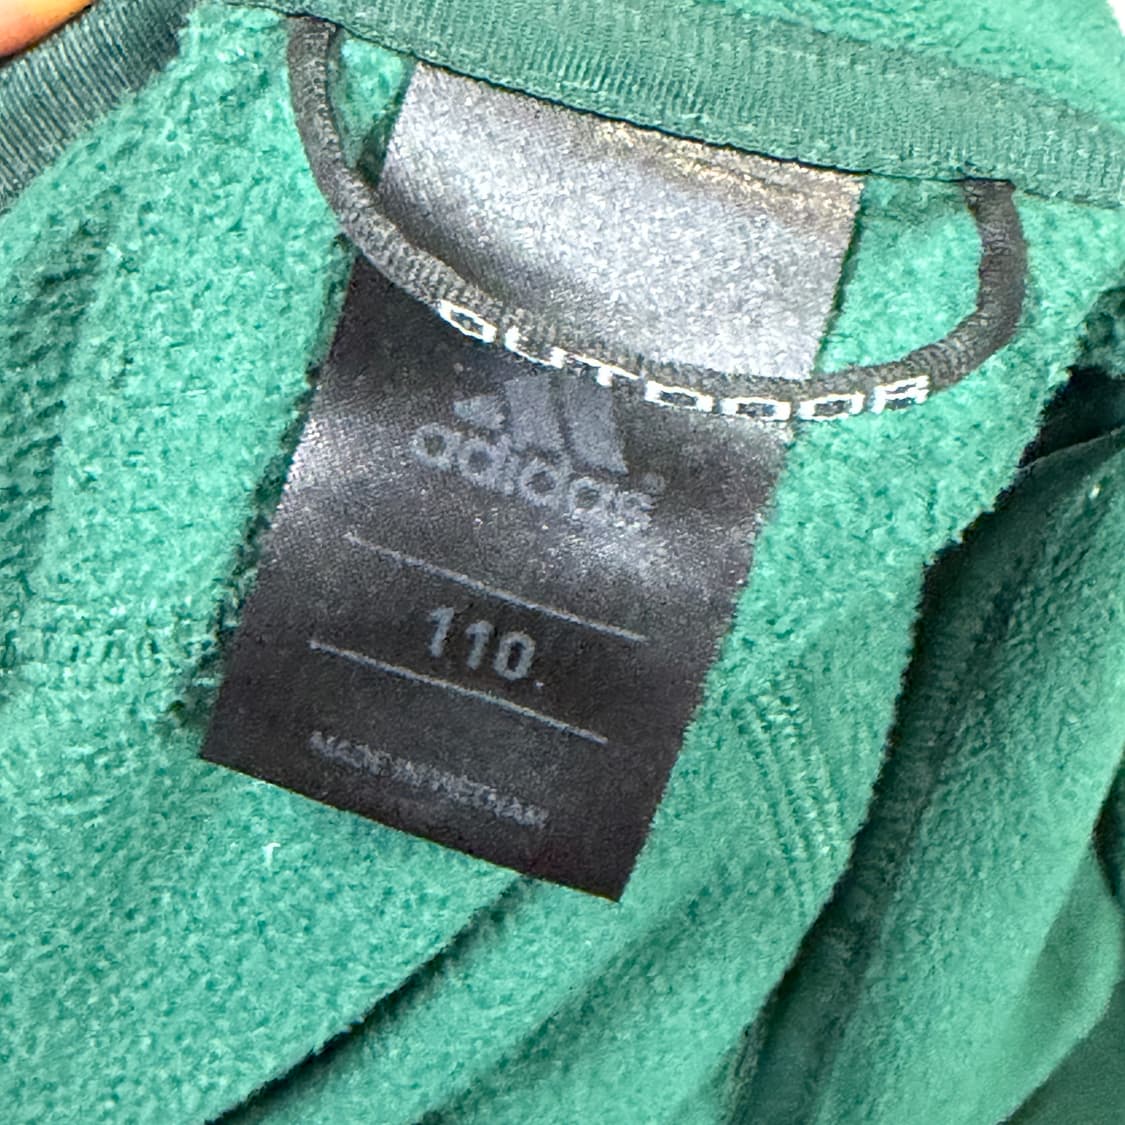 OUTDOOR
adidas®
110.
MADE IN VIETNAM